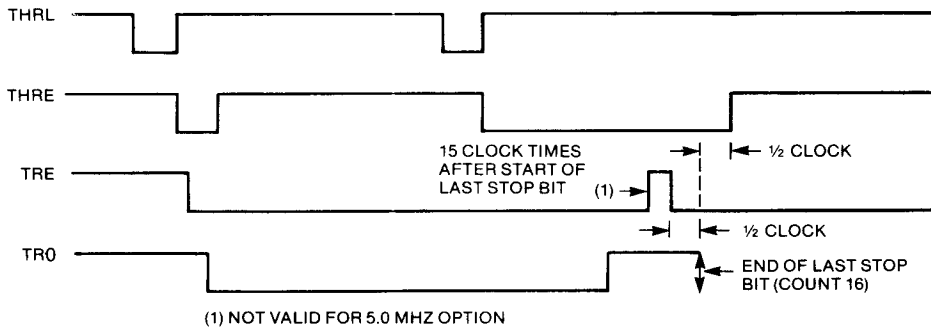 THRL
THRE
15 CLOCK TIMES
AFTER START OF
LAST STOP BIT
½ CLOCK
TRE
(1)
½ CLOCK
TRO
END OF LAST STOP
BIT (COUNT 16)
(1) NOT VALID FOR 5.0 MHZ OPTION